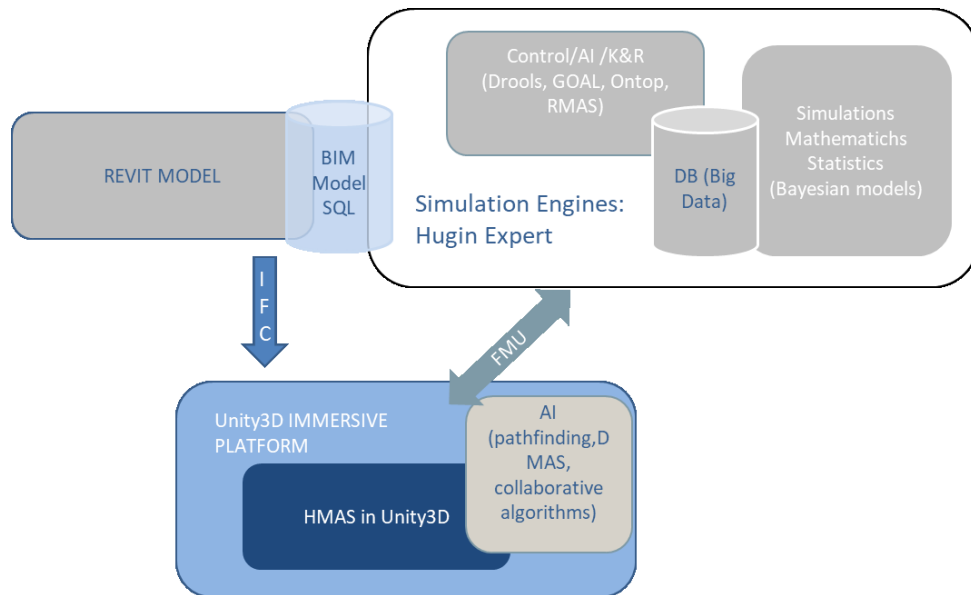 Control/AI /K&R
(Drools, GOAL, Ontop,
RMAS)
Simulations
Mathematichs
Statistics
(Bayesian models)
REVIT MODEL
BIM
Model
SQL
DB (Big
Data)
Simulation Engines:
Hugin Expert
I
F
C
FMU
Unity3D IMMERSIVE
PLATFORM
AI
(pathfinding,D
MAS,
collaborative
algorithms)
HMAS in Unity3D